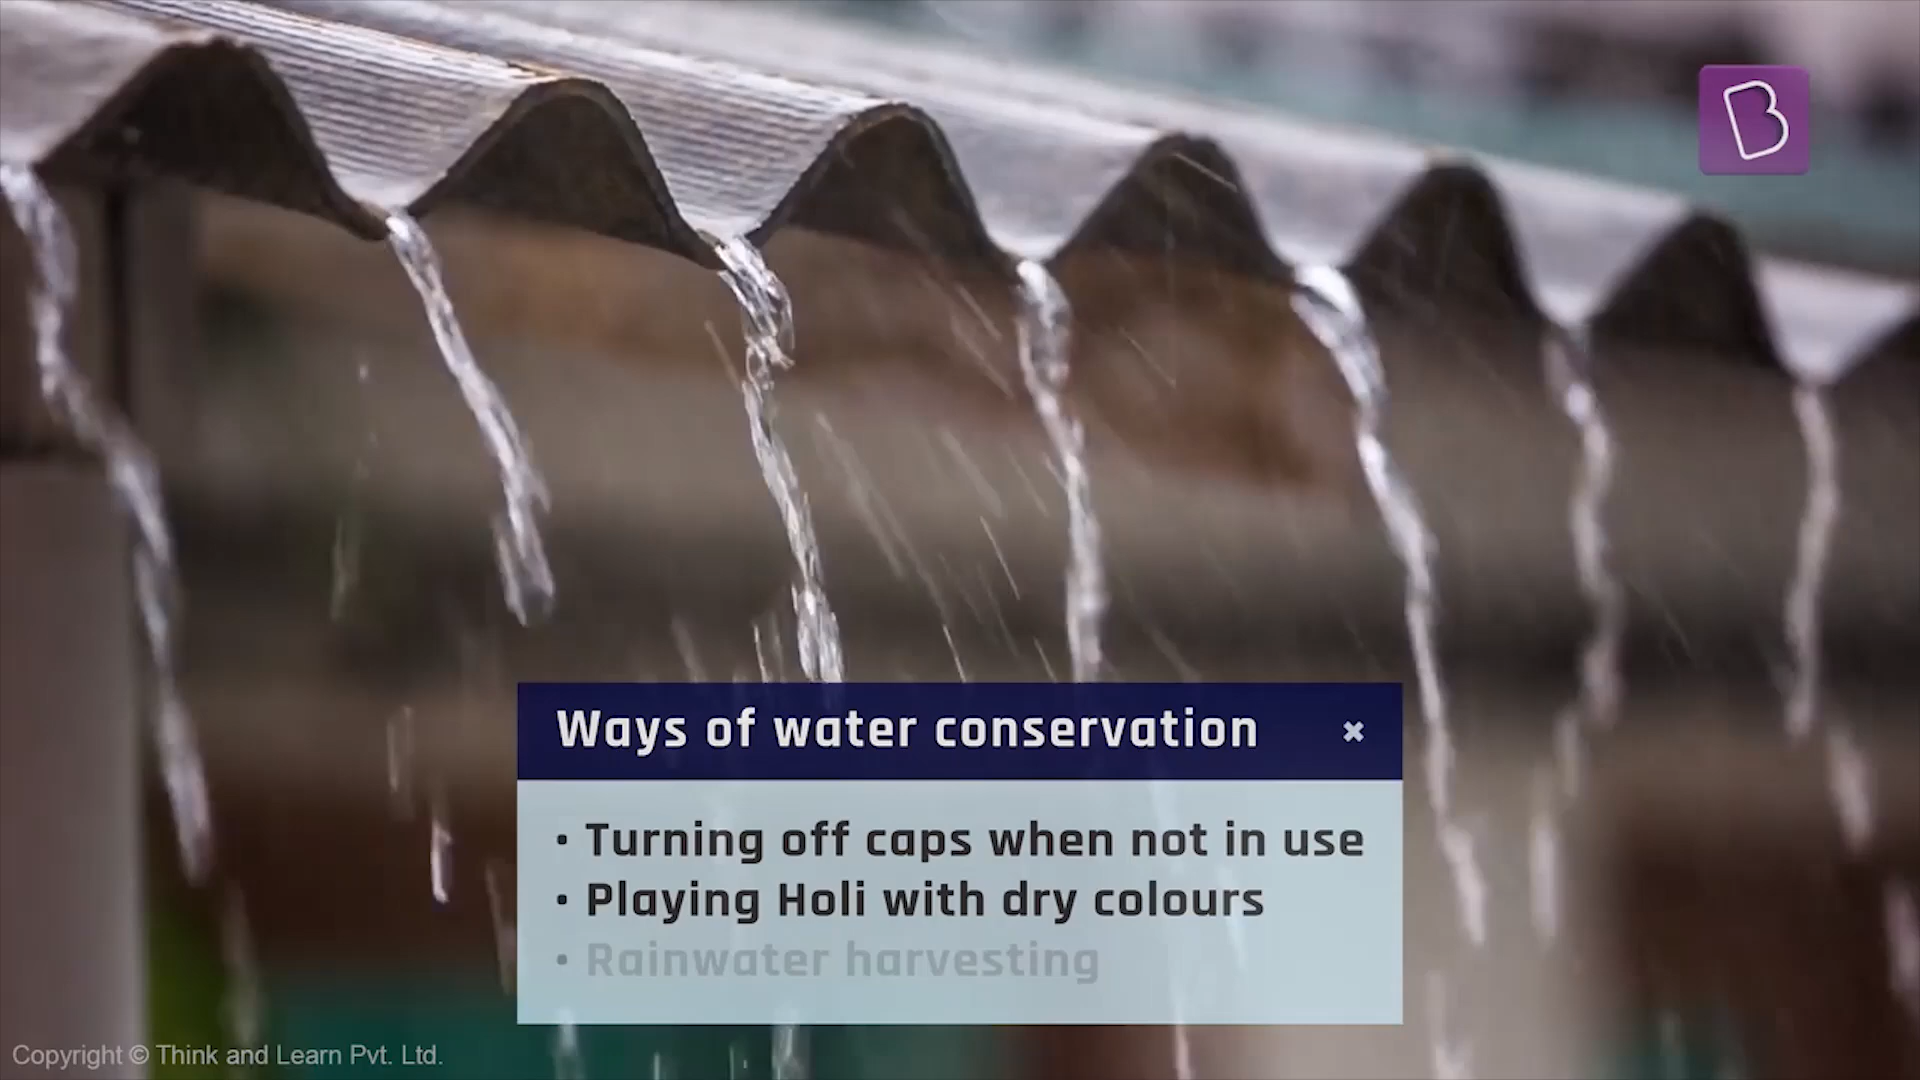 Ways of water conservation ×
• Turning off caps when not in use
• Playing Holi with dry colours
• Rainwater harvesting
Copyright © Think and Learn Pvt. Ltd.